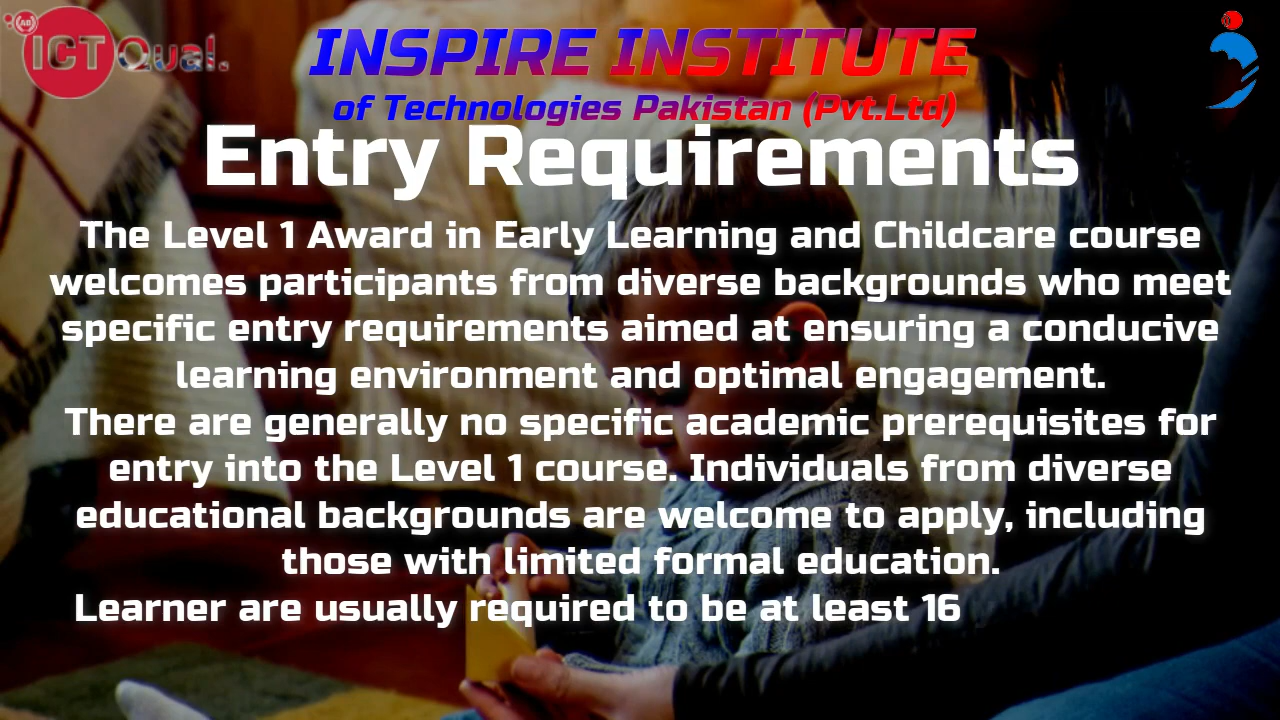 AB
ICTQual.
INSPIRE INSTITUTE
of Technologies Pakistan (Pvt.Ltd)
Entry Requirements
The Level 1 Award in Early Learning and Childcare course
welcomes participants from diverse backgrounds who meet
specific entry requirements aimed at ensuring a conducive
learning environment and optimal engagement.
There are generally no specific academic prerequisites for
entry into the Level 1 course. Individuals from diverse
educational backgrounds are welcome to apply, including
those with limited formal education.
Learner are usually required to be at least 16